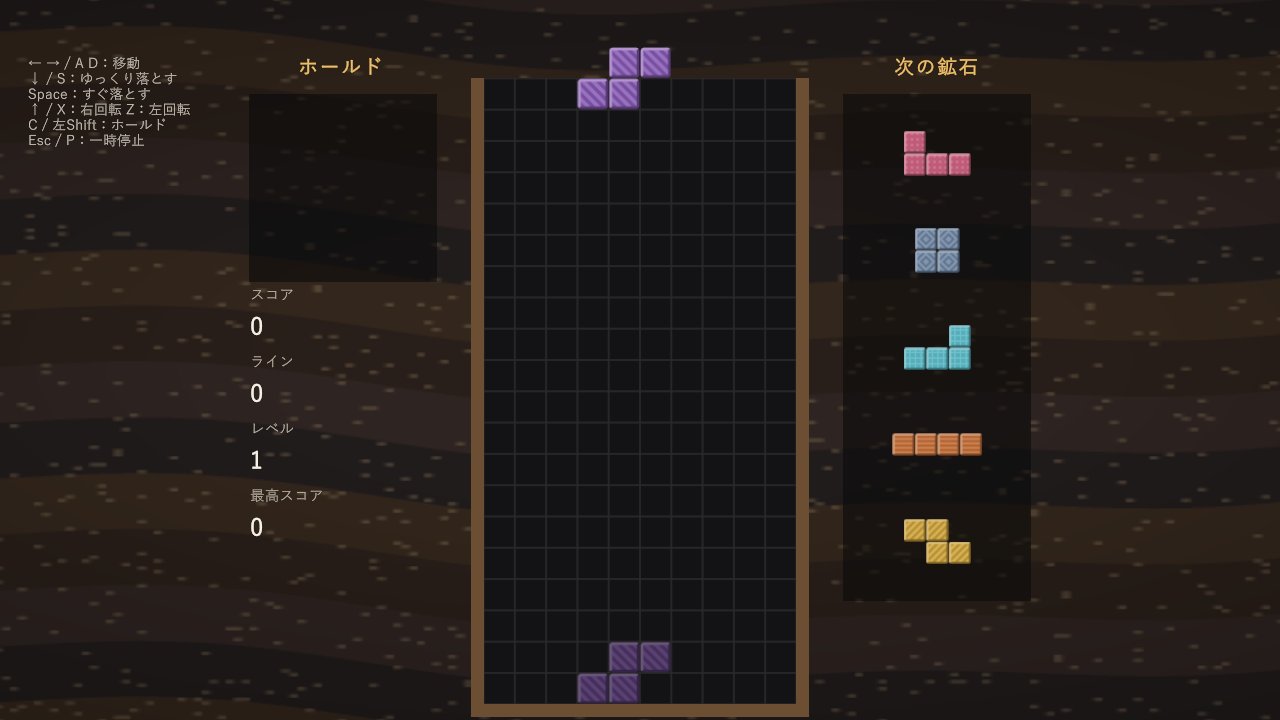 ← → / A D：移動
↓ / S：ゆっくり落とす
Space：すぐ落とす
↑ / X：右回転 Z：左回転
C / 左Shift：ホールド
Esc / P：一時停止
ホールド
スコア
0
ライン
0
レベル
1
最高スコア
0
次の鉱石